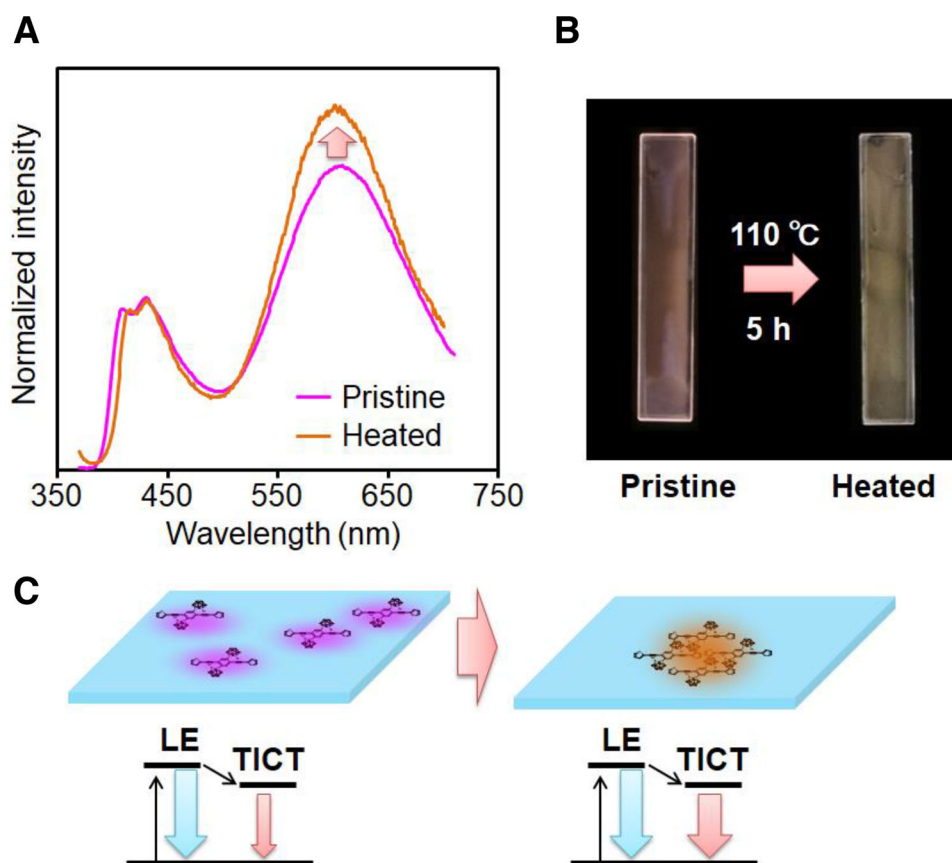 A
Normalized intensity
Pristine
Heated
350 450 550 650 750
Wavelength (nm)
B
110 °C
5 h
Pristine Heated
C
LE
TICT
LE
TICT